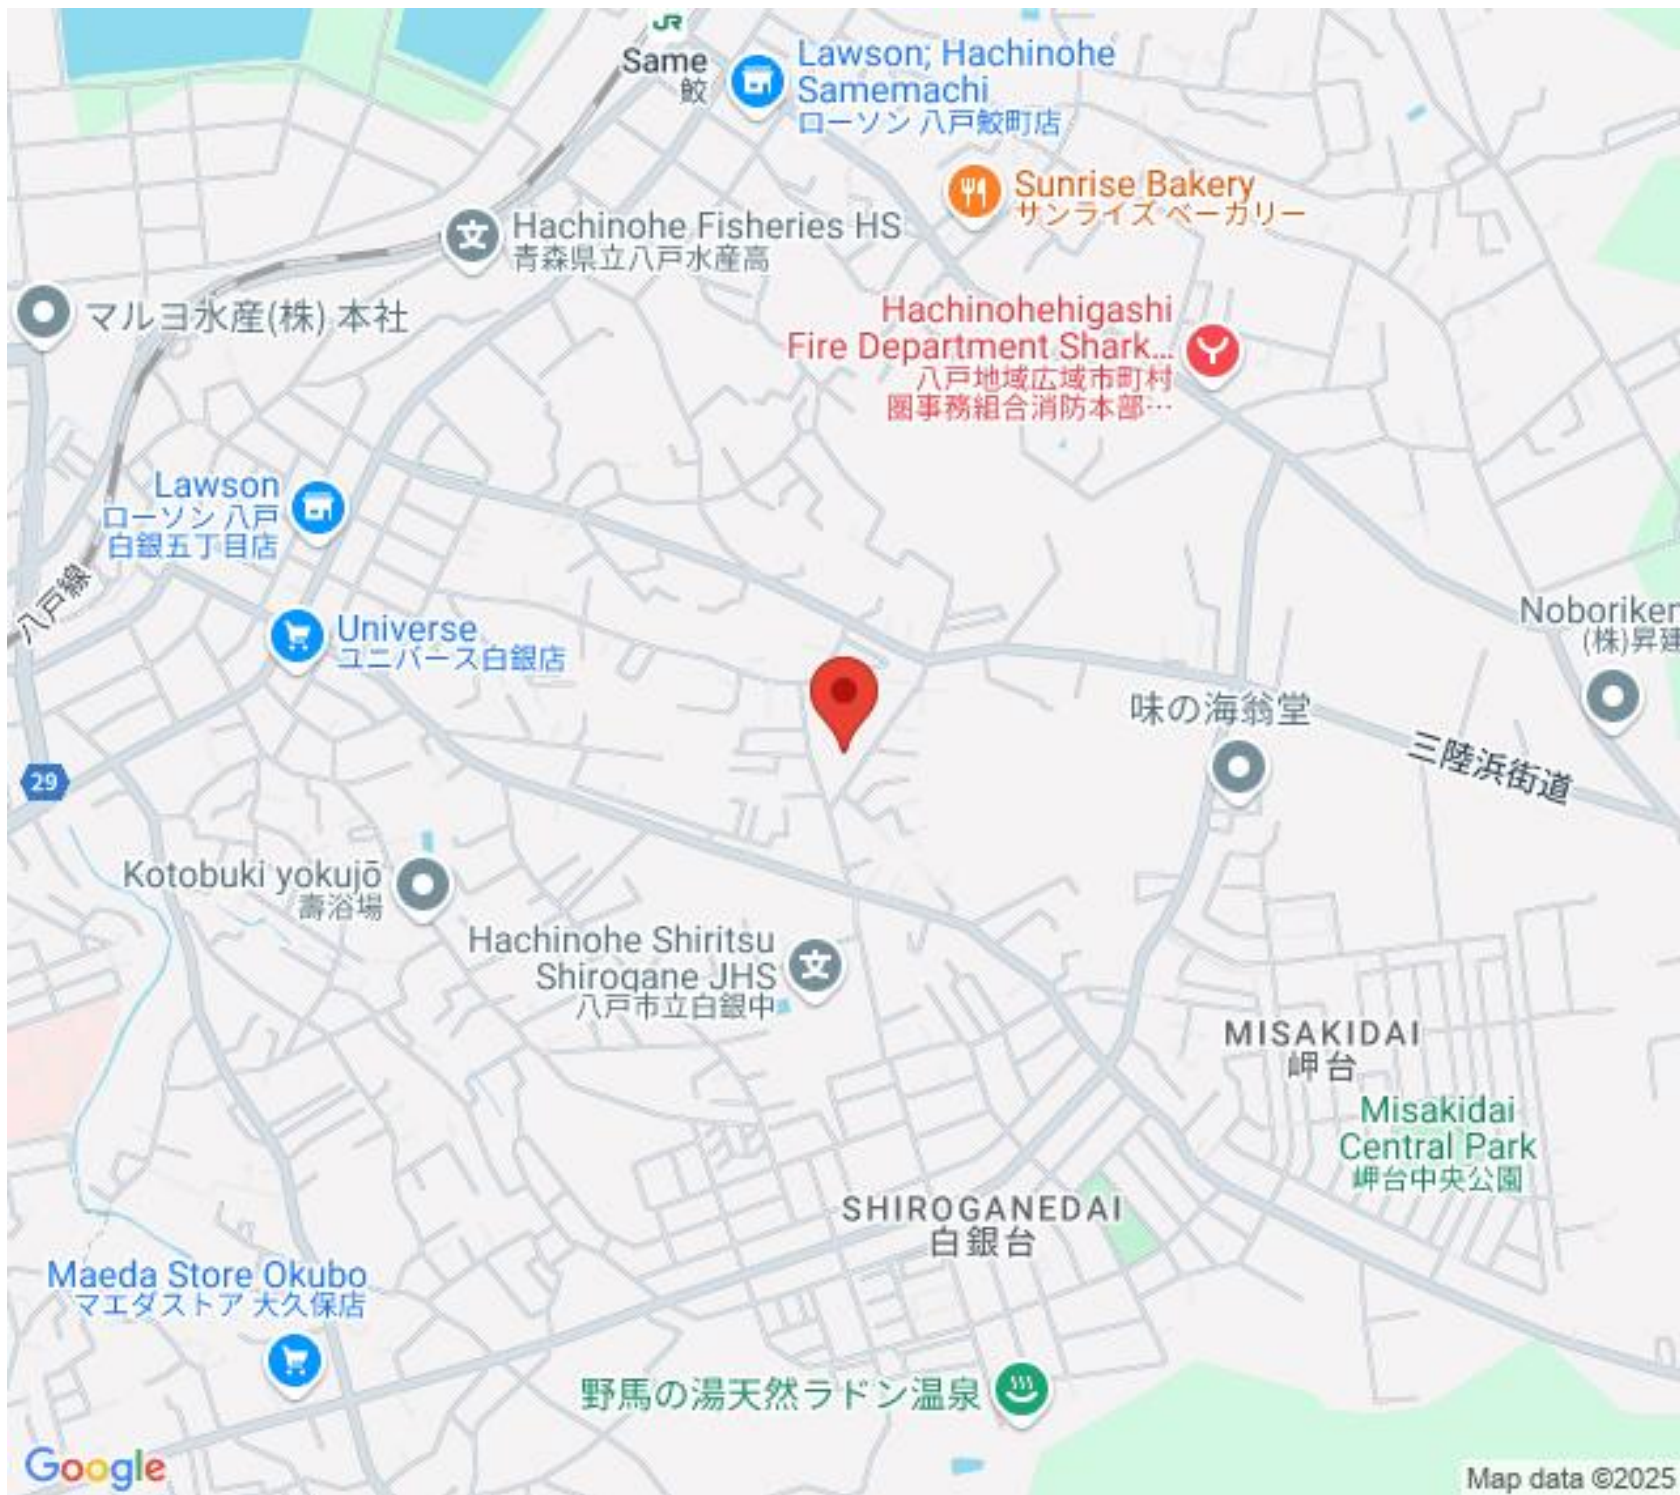 JR
Same
鮫
Lawson; Hachinohe
Samemachi
ローソン 八戸鮫町店
Sunrise Bakery
サンライズ ベーカリー
Hachinohe Fisheries HS
青森県立八戸水産高
マルヨ水産(株) 本社
Hachinohehigashi
Fire Department Shark...
八戸地域広域市町村
圏事務組合消防本部…
Lawson
ローソン 八戸
白銀五丁目店
八戸線
Universe
ユニバース白銀店
Noboriken
(株)昇建
味の海翁堂
三陸浜街道
29
Kotobuki yokujō
壽浴場
Hachinohe Shiritsu
Shirogane JHS
八戸市立白銀中
MISAKIDAI
岬台
Misakidai
Central Park
岬台中央公園
SHIROGANEDAI
白銀台
Maeda Store Okubo
マエダストア 大久保店
野馬の湯天然ラドン温泉
Google
Map data ©2025